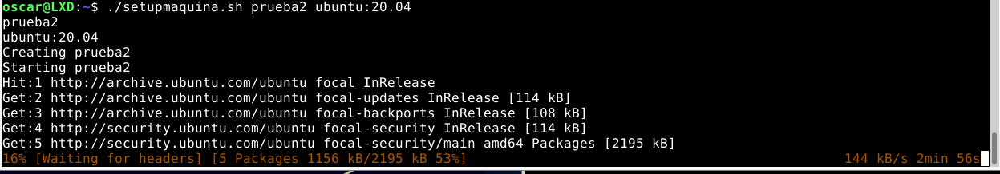 oscar@LXD:~$ ./setupmaquina.sh prueba2 ubuntu:20.04
prueba2
ubuntu:20.04
Creating prueba2
Starting prueba2
Hit:1 http://archive.ubuntu.com/ubuntu focal InRelease
Get:2 http://archive.ubuntu.com/ubuntu focal-updates InRelease [114 kB]
Get:3 http://archive.ubuntu.com/ubuntu focal-backports InRelease [108 kB]
Get:4 http://security.ubuntu.com/ubuntu focal-security InRelease [114 kB]
Get:5 http://security.ubuntu.com/ubuntu focal-security/main amd64 Packages [2195 kB]
16% [Waiting for headers] [5 Packages 1156 kB/2195 kB 53%] 144 kB/s 2min 56s